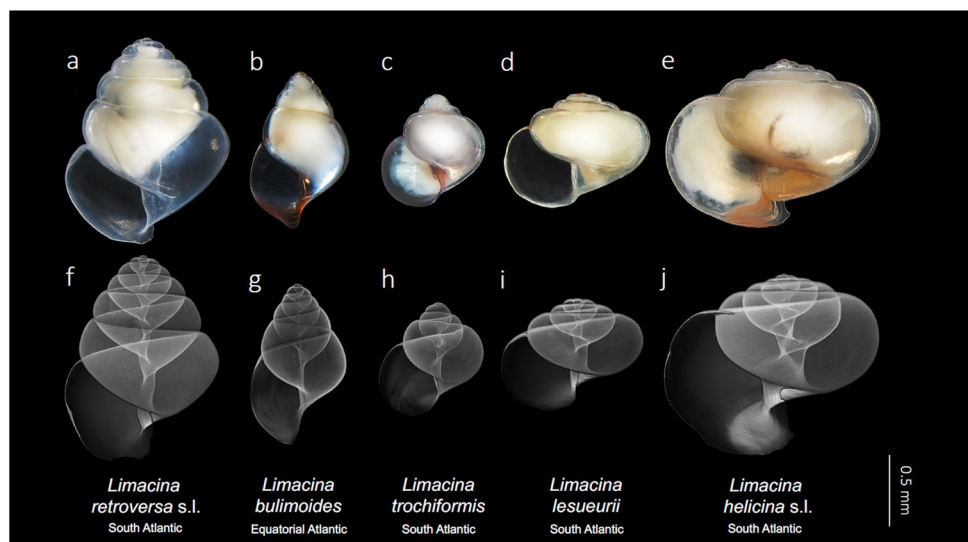 a
b
c
d
e
f
g
h
i
j
Limacina
retroversa s.l.
South Atlantic
Limacina
bulimoides
Equatorial Atlantic
Limacina
trochiformis
South Atlantic
Limacina
lesueurii
South Atlantic
Limacina
helicina s.l.
South Atlantic
0.5 mm